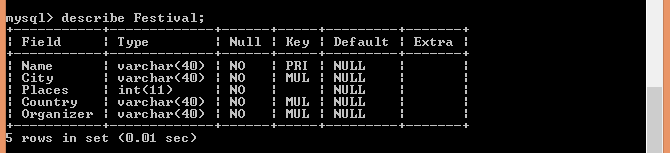 mysql> describe Festival;
+-----------+-------------+------+-----+---------+-------+
| Field     | Type        | Null | Key | Default | Extra |
+-----------+-------------+------+-----+---------+-------+
| Name      | varchar(40) | NO   | PRI | NULL    |       |
| City      | varchar(40) | NO   | MUL | NULL    |       |
| Places    | int(11)     | NO   |     | NULL    |       |
| Country   | varchar(40) | NO   | MUL | NULL    |       |
| Organizer | varchar(40) | NO   | MUL | NULL    |       |
+-----------+-------------+------+-----+---------+-------+
5 rows in set (0.01 sec)